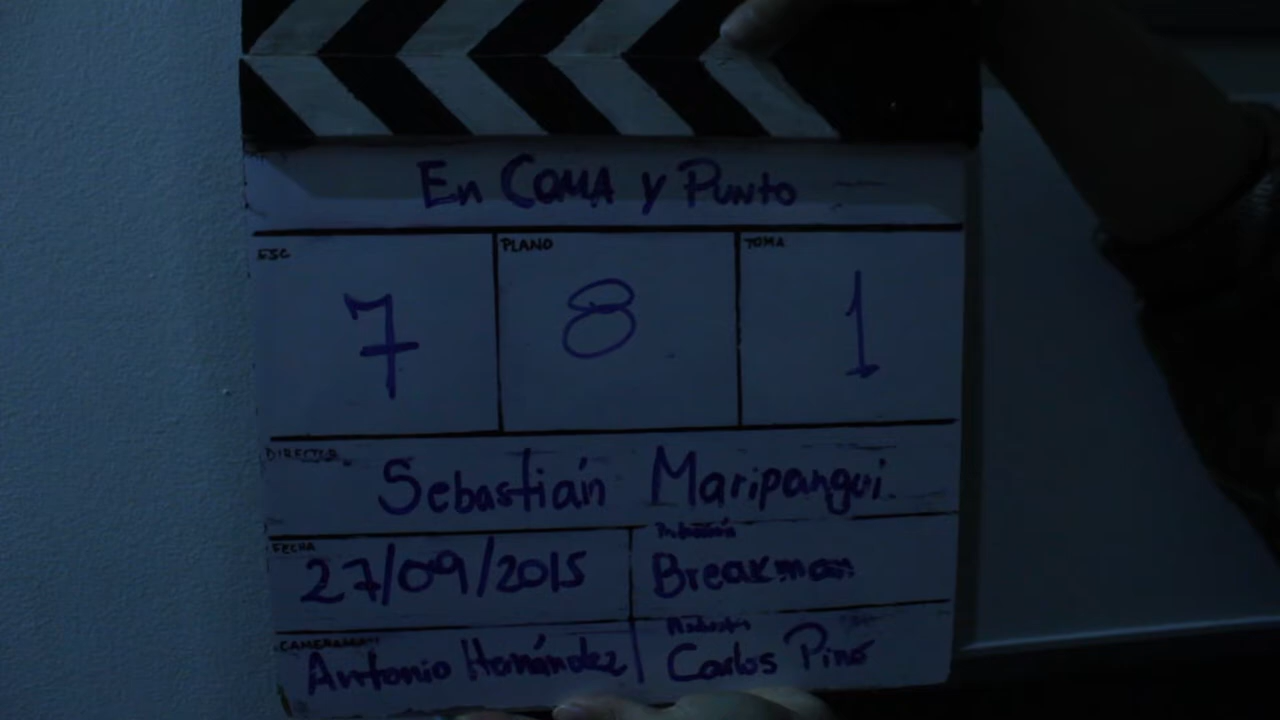 En COMA y Punto
ESC
PLANO
TOMA
7
8
1
DIRECTOR
Sebastián Maripangui
FECHA
27/09/2015
Breakman
CAMERAMAN
Antonio Hernández
Carlos Pino